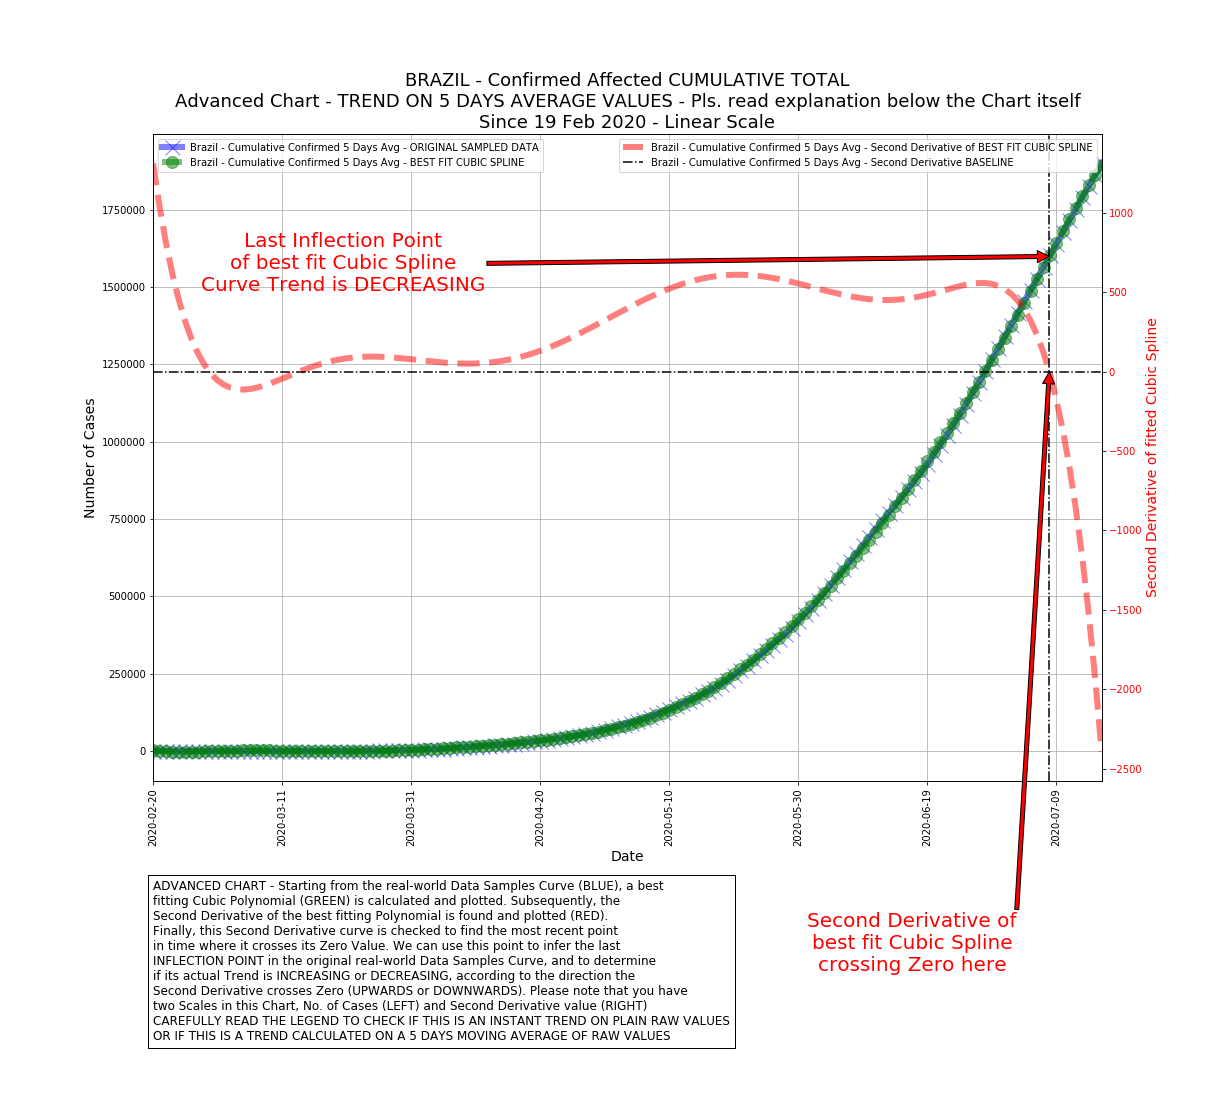 BRAZIL - Confirmed Affected CUMULATIVE TOTAL
Advanced Chart - TREND ON 5 DAYS AVERAGE VALUES - Pls. read explanation below the Chart itself
Since 19 Feb 2020 - Linear Scale
Brazil - Cumulative Confirmed 5 Days Avg - ORIGINAL SAMPLED DATA
Brazil - Cumulative Confirmed 5 Days Avg - BEST FIT CUBIC SPLINE
Brazil - Cumulative Confirmed 5 Days Avg - Second Derivative of BEST FIT CUBIC SPLINE
Brazil - Cumulative Confirmed 5 Days Avg - Second Derivative BASELINE
Last Inflection Point
of best fit Cubic Spline
Curve Trend is DECREASING
Number of Cases
1750000
1500000
1250000
1000000
750000
500000
250000
0
1000
500
0
−500
−1000
−1500
−2000
−2500
Second Derivative of fitted Cubic Spline
2020-02-20
2020-03-11
2020-03-31
2020-04-20
2020-05-10
2020-05-30
2020-06-19
2020-07-09
Date
ADVANCED CHART - Starting from the real-world Data Samples Curve (BLUE), a best
fitting Cubic Polynomial (GREEN) is calculated and plotted. Subsequently, the
Second Derivative of the best fitting Polynomial is found and plotted (RED).
Finally, this Second Derivative curve is checked to find the most recent point
in time where it crosses its Zero Value. We can use this point to infer the last
INFLECTION POINT in the original real-world Data Samples Curve, and to determine
if its actual Trend is INCREASING or DECREASING, according to the direction the
Second Derivative crosses Zero (UPWARDS or DOWNWARDS). Please note that you have
two Scales in this Chart, No. of Cases (LEFT) and Second Derivative value (RIGHT)
CAREFULLY READ THE LEGEND TO CHECK IF THIS IS AN INSTANT TREND ON PLAIN RAW VALUES
OR IF THIS IS A TREND CALCULATED ON A 5 DAYS MOVING AVERAGE OF RAW VALUES
Second Derivative of
best fit Cubic Spline
crossing Zero here